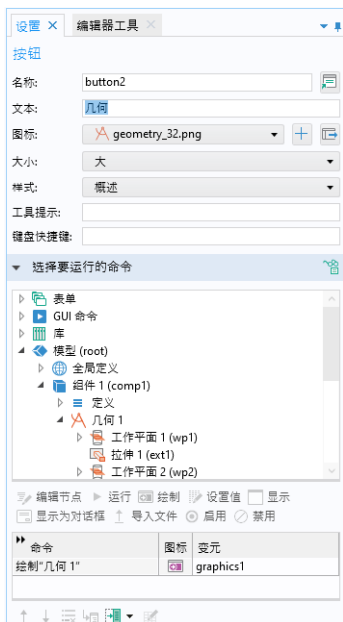 设置 编辑器工具
按钮
名称: button2
文本: 几何
图标: geometry_32.png
大小: 大
样式: 概述
工具提示:
键盘快捷键:
选择要运行的命令
表单
GUI 命令
库
模型 (root)
全局定义
组件 1 (comp1)
定义
几何 1
工作平面 1 (wp1)
拉伸 1 (ext1)
工作平面 2 (wp2)
编辑节点 运行 绘制 设置值 显示
显示为对话框 导入文件 启用 禁用
命令 图标 变元
绘制"几何 1" graphics1